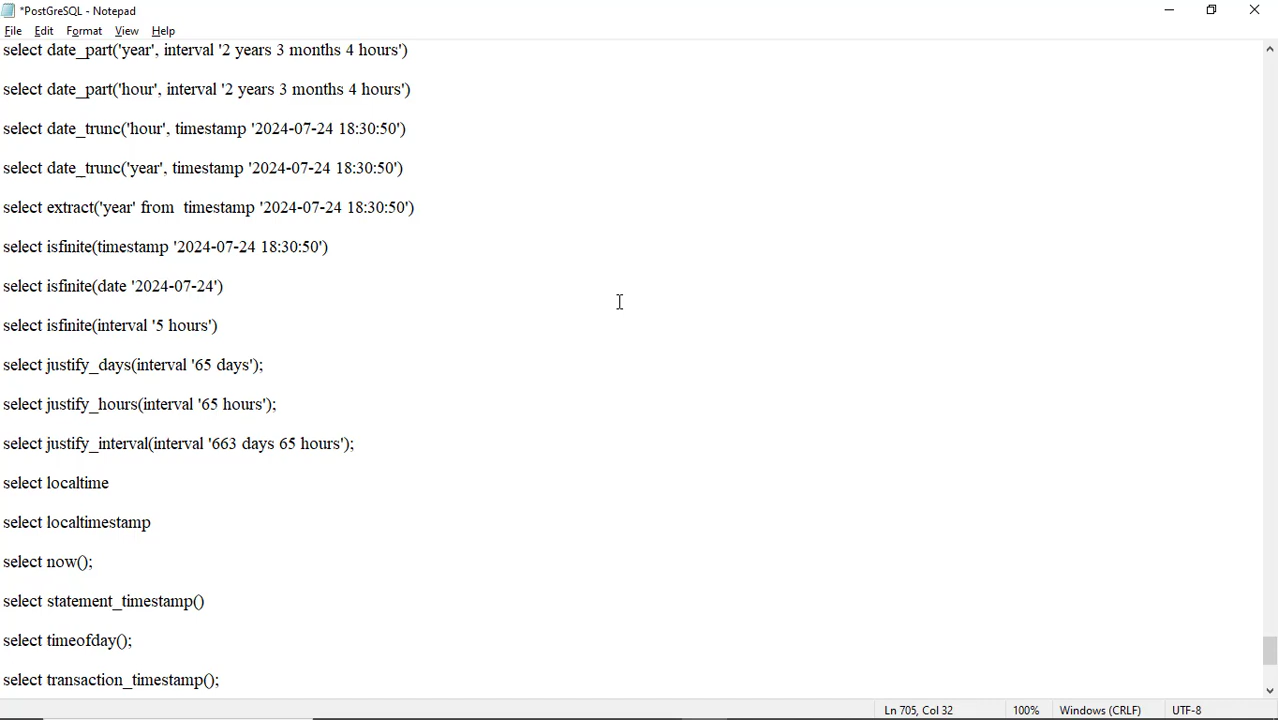 *PostGreSQL - Notepad
File Edit Format View Help
select date_part('year', interval '2 years 3 months 4 hours')
select date_part('hour', interval '2 years 3 months 4 hours')
select date_trunc('hour', timestamp '2024-07-24 18:30:50')
select date_trunc('year', timestamp '2024-07-24 18:30:50')
select extract('year' from  timestamp '2024-07-24 18:30:50')
select isfinite(timestamp '2024-07-24 18:30:50')
select isfinite(date '2024-07-24')
select isfinite(interval '5 hours')
select justify_days(interval '65 days');
select justify_hours(interval '65 hours');
select justify_interval(interval '663 days 65 hours');
select localtime
select localtimestamp
select now();
select statement_timestamp()
select timeofday();
select transaction_timestamp();
Ln 705, Col 32 100% Windows (CRLF) UTF-8